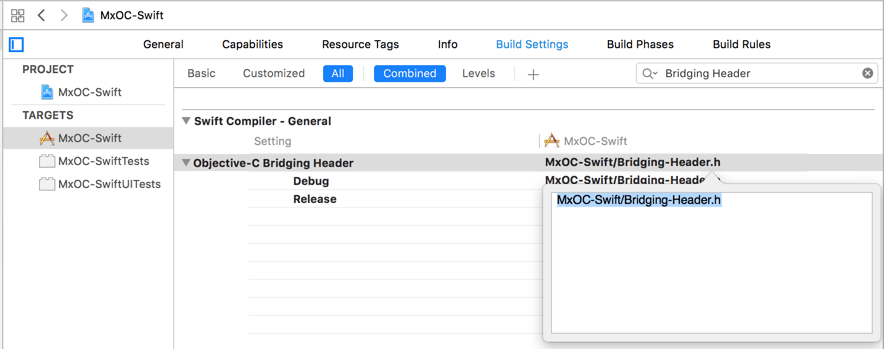 MxOC-Swift
General Capabilities Resource Tags Info Build Settings Build Phases Build Rules
PROJECT
MxOC-Swift
TARGETS
MxOC-Swift
MxOC-SwiftTests
MxOC-SwiftUITests
Basic Customized All Combined Levels + Bridging Header
Swift Compiler - General
Setting MxOC-Swift
Objective-C Bridging Header MxOC-Swift/Bridging-Header.h
Debug MxOC-Swift/Bridging-Header.h
Release
MxOC-Swift/Bridging-Header.h